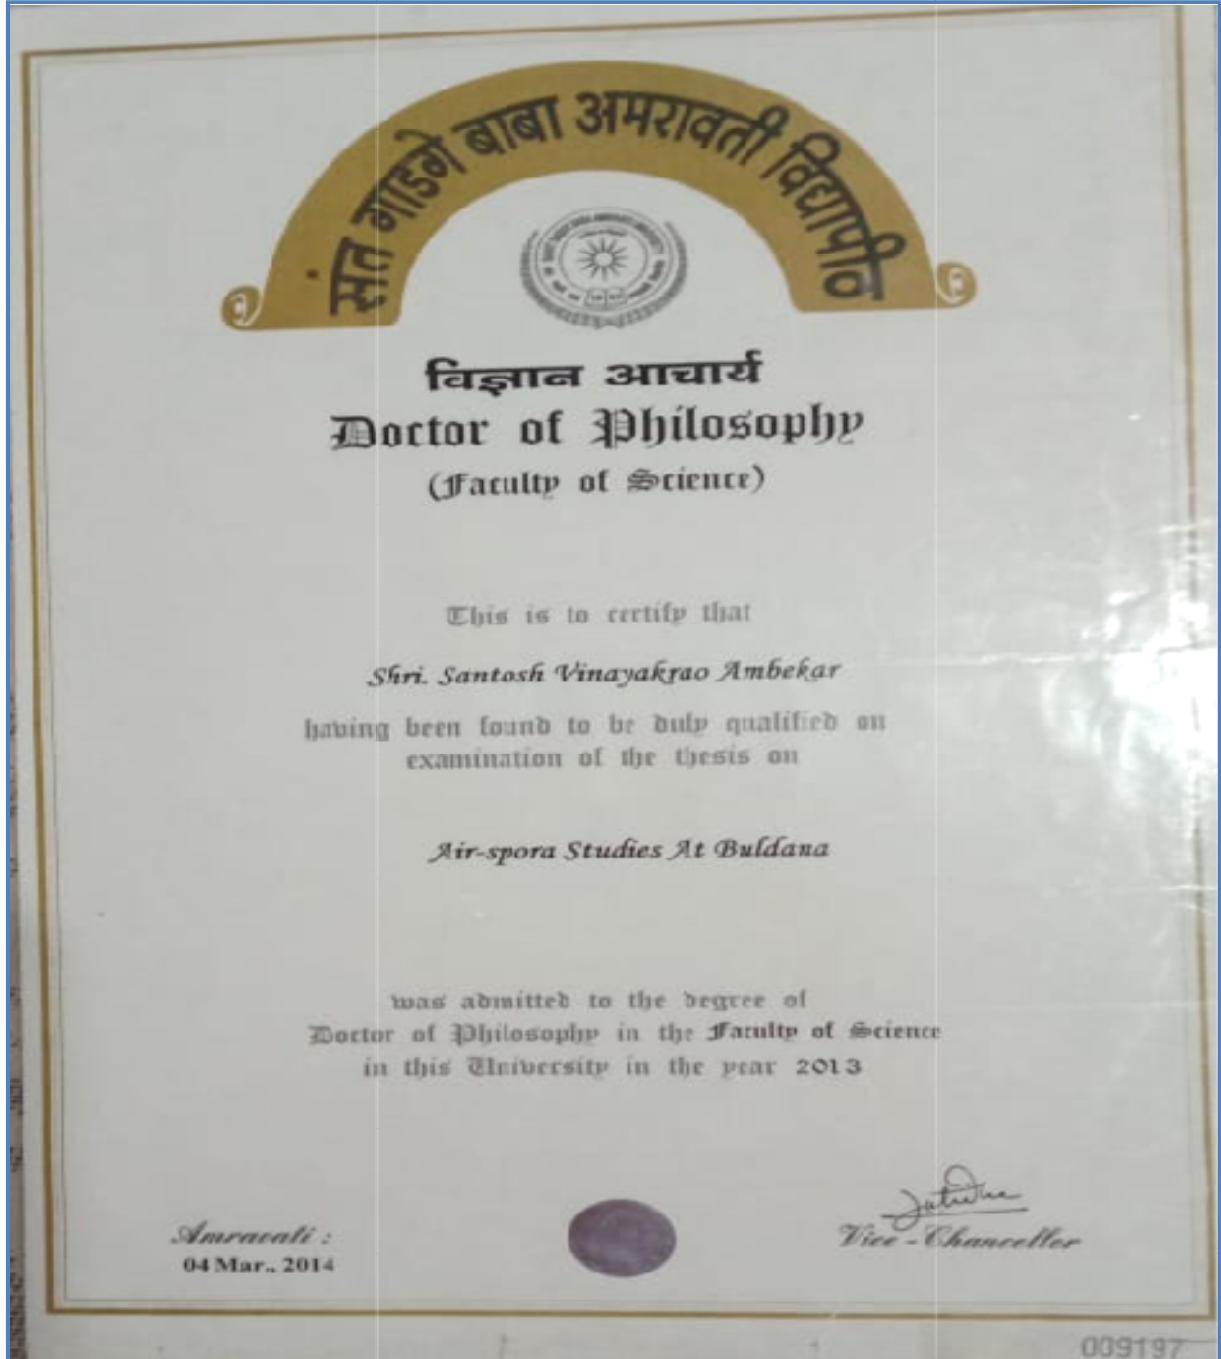 संत गाडगे बाबा अमरावती विद्यापीठ
विज्ञान आचार्य
Doctor of Philosophy
(Faculty of Science)
This is to certify that
Shri. Santosh Vinayakrao Ambekar
having been found to be duly qualified on
examination of the thesis on
Air-spora Studies At Buldana
was admitted to the degree of
Doctor of Philosophy in the Faculty of Science
in this University in the year 2013
Amravati :
04 Mar., 2014
Vice-Chancellor
009197